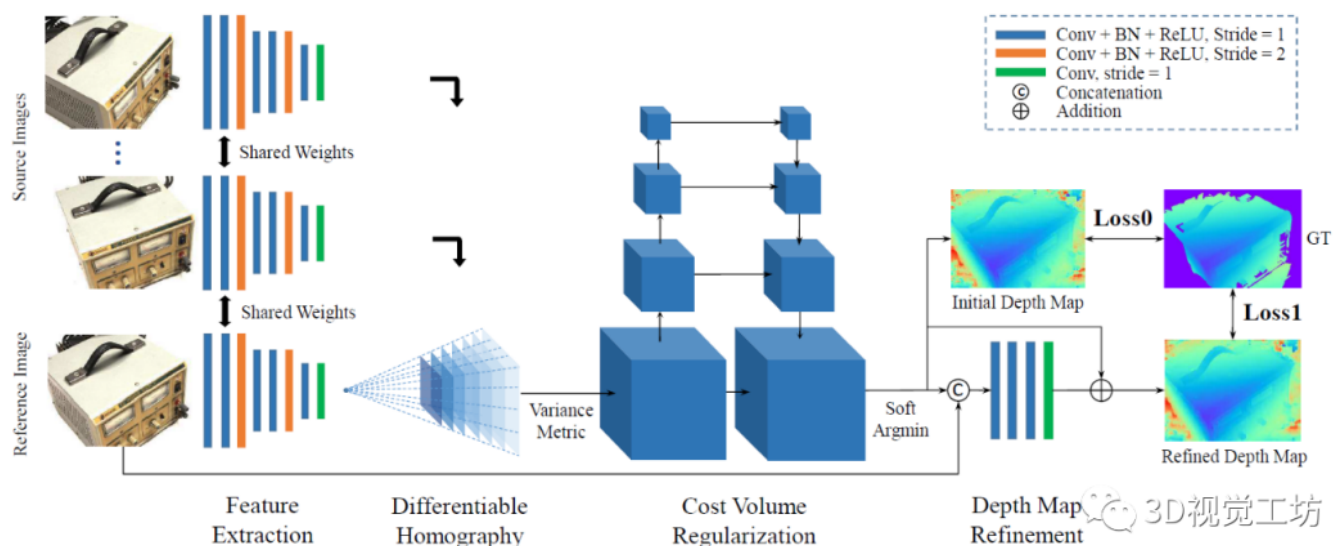 Source Images
Reference Image
Shared Weights
Shared Weights
Conv + BN + ReLU, Stride = 1
Conv + BN + ReLU, Stride = 2
Conv, stride = 1
C
Concatenation
Addition
Loss0
GT
Initial Depth Map
Loss1
Variance
Metric
Soft
Argmin
C
Refined Depth Map
Feature
Extraction
Differentiable
Homography
Cost Volume
Regularization
Depth Map
Refinement
3D视觉工坊